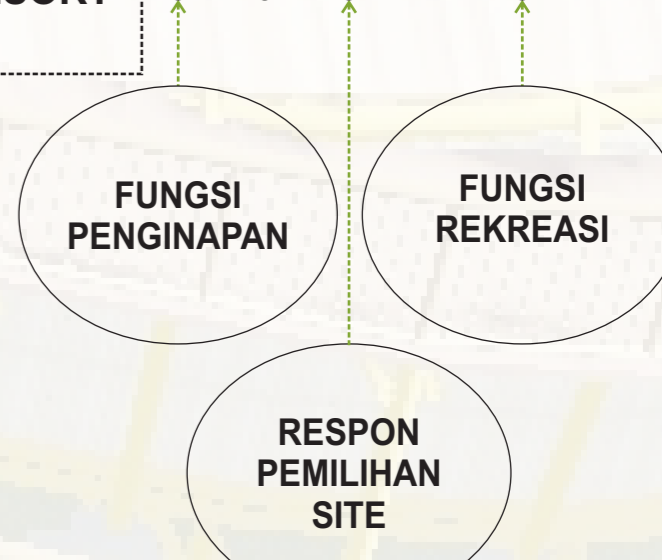 FUNGSI
PENGINAPAN
FUNGSI
REKREASI
RESPON
PEMILIHAN
SITE